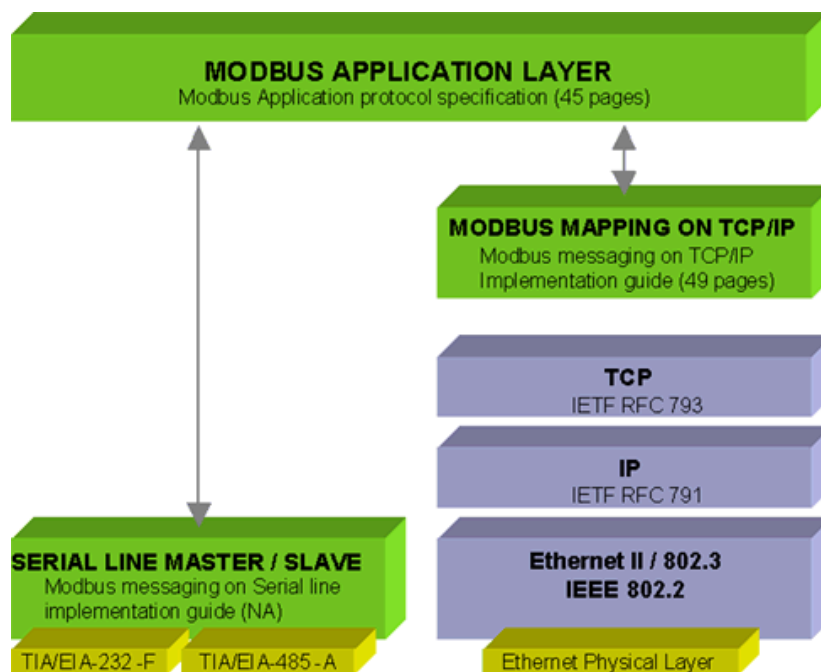 MODBUS APPLICATION LAYER
Modbus Application protocol specification (45 pages)
MODBUS MAPPING ON TCP/IP
Modbus messaging on TCP/IP
Implementation guide (49 pages)
TCP
IETF RFC 793
IP
IETF RFC 791
SERIAL LINE MASTER / SLAVE
Modbus messaging on Serial line
implementation guide (NA)
Ethernet II / 802.3
IEEE 802.2
TIA/EIA-232 -F
TIA/EIA-485 -A
Ethernet Physical Layer